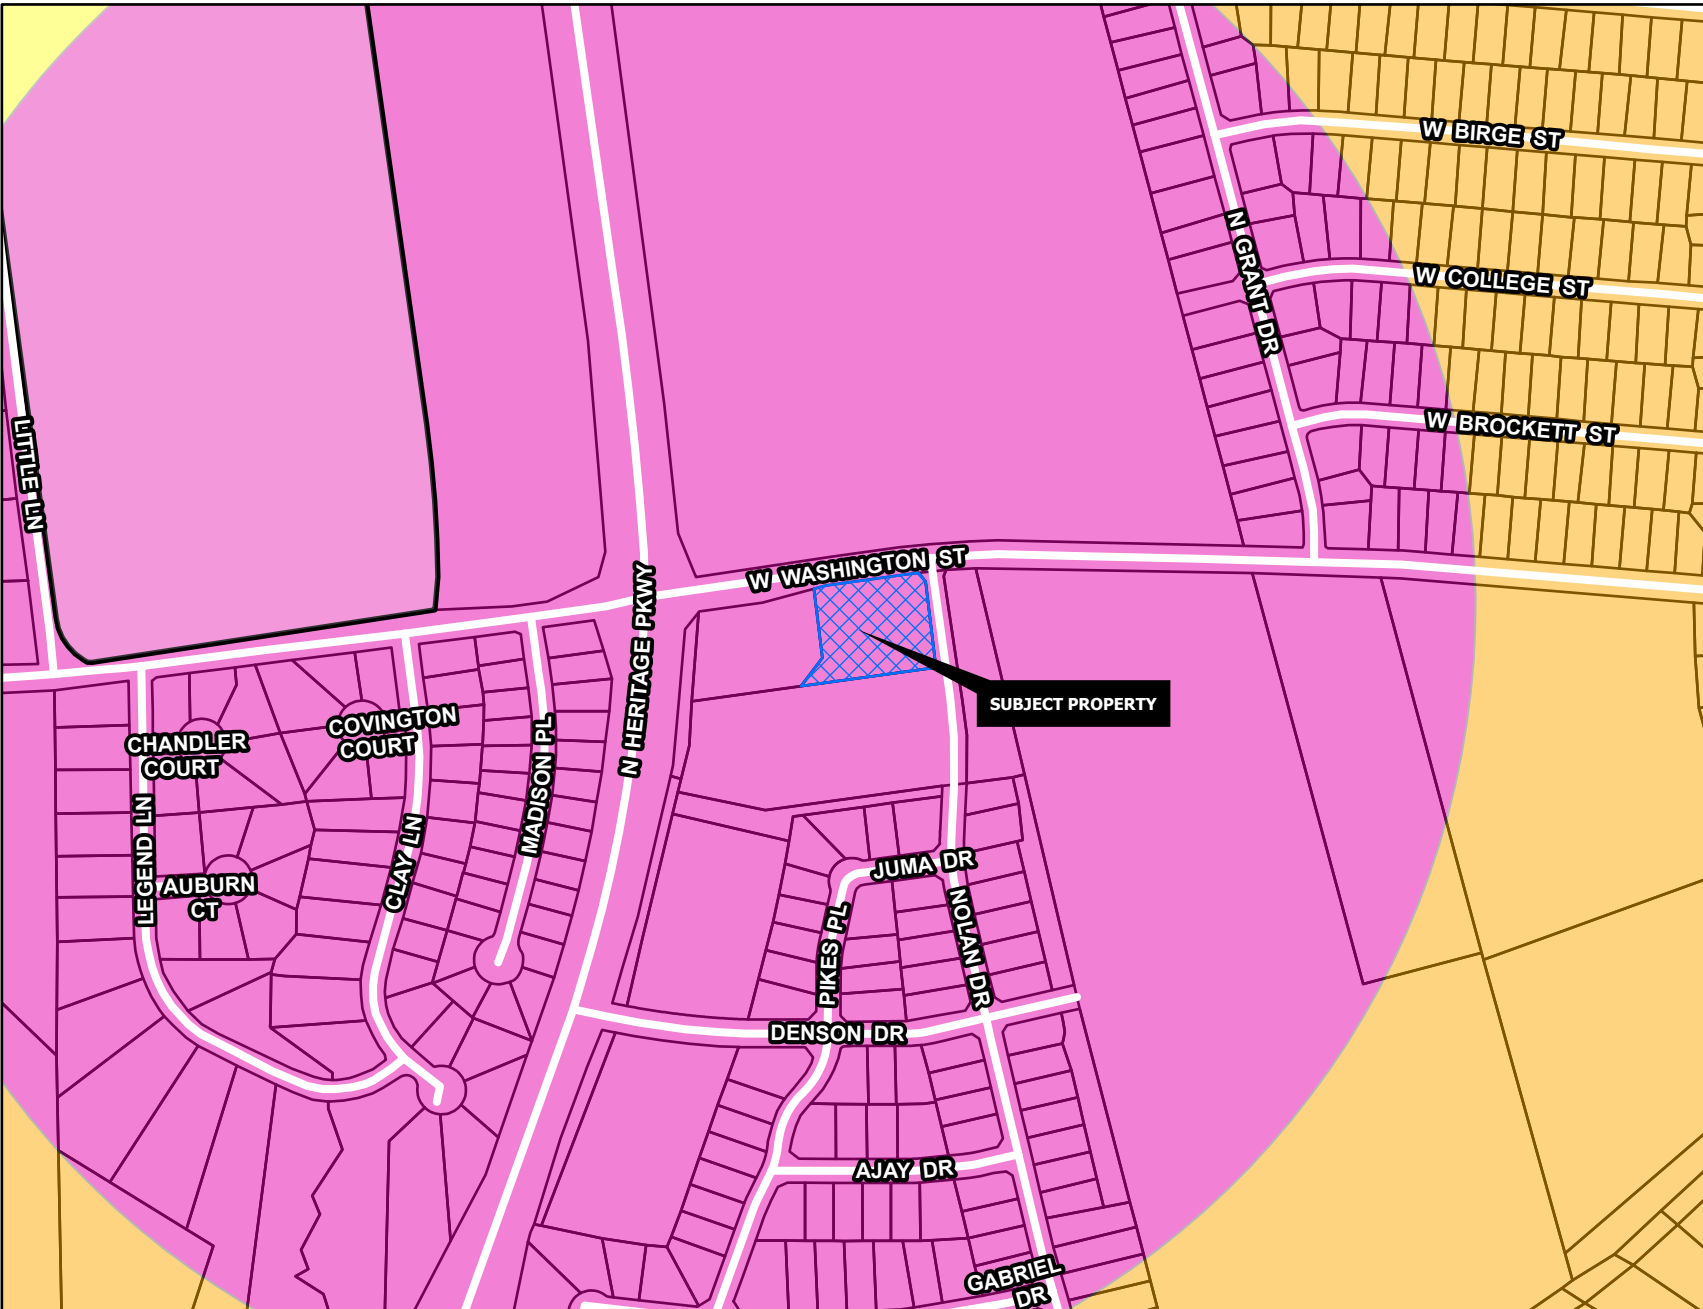 W BIRGE ST
N GRANT DR
W COLLEGE ST
W BROCKETT ST
LITTLE LN
W WASHINGTON ST
N HERITAGE PKWY
SUBJECT PROPERTY
CHANDLER
COURT
COVINGTON
COURT
MADISON PL
LEGEND LN
CLAY LN
AUBURN
CT
JUMA DR
PIKES PL
NOLAN DR
DENSON DR
AJAY DR
GABRIEL
DR